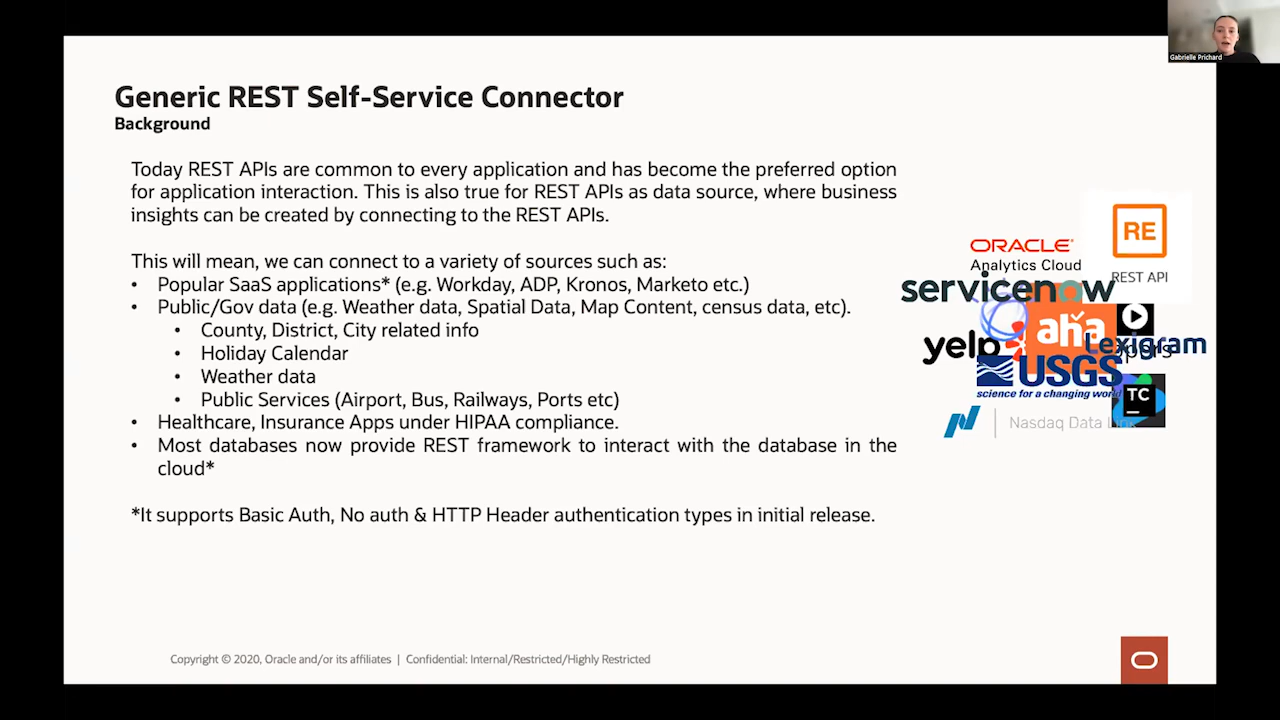 Gabrielle Prichard
Generic REST Self-Service Connector
Background
Today REST APIs are common to every application and has become the preferred option
for application interaction. This is also true for REST APIs as data source, where business
insights can be created by connecting to the REST APIs.
This will mean, we can connect to a variety of sources such as:
• Popular SaaS applications* (e.g. Workday, ADP, Kronos, Marketo etc.)
• Public/Gov data (e.g. Weather data, Spatial Data, Map Content, census data, etc).
• County, District, City related info
• Holiday Calendar
• Weather data
• Public Services (Airport, Bus, Railways, Ports etc)
• Healthcare, Insurance Apps under HIPAA compliance.
• Most databases now provide REST framework to interact with the database in the
cloud*
*It supports Basic Auth, No auth & HTTP Header authentication types in initial release.
RE
REST API
ORACLE
Analytics Cloud
servicenow
aha
yelp
Lexigram
USGS
science for a changing world
TC
Nasdaq Data Link
Copyright © 2020, Oracle and/or its affiliates | Confidential: Internal/Restricted/Highly Restricted